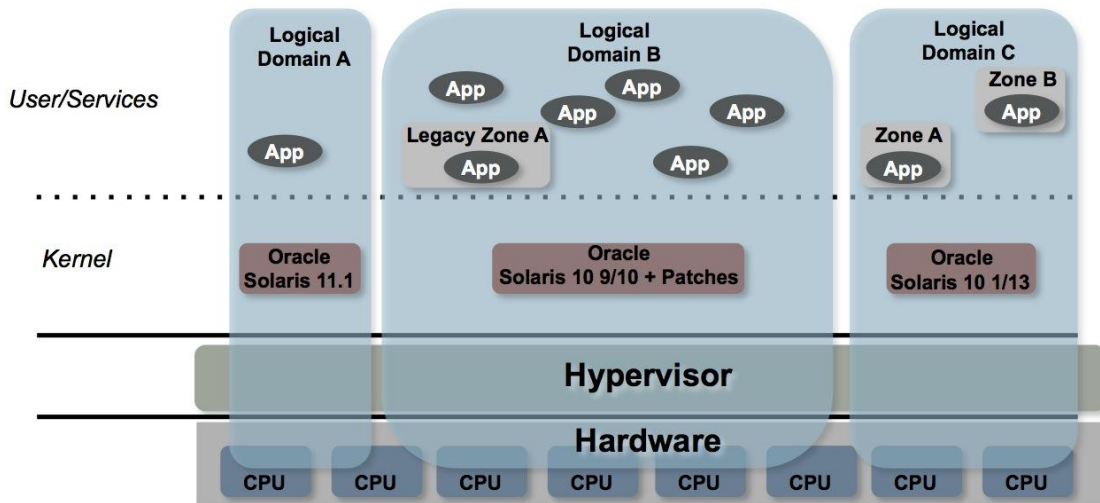 Logical
Domain A
Logical
Domain B
Logical
Domain C
User/Services
App
App
App
App
App
Legacy Zone A
App
App
Zone B
App
Zone A
App
Kernel
Oracle
Solaris 11.1
Oracle
Solaris 10 9/10 + Patches
Oracle
Solaris 10 1/13
Hypervisor
Hardware
CPU
CPU
CPU
CPU
CPU
CPU
CPU
CPU